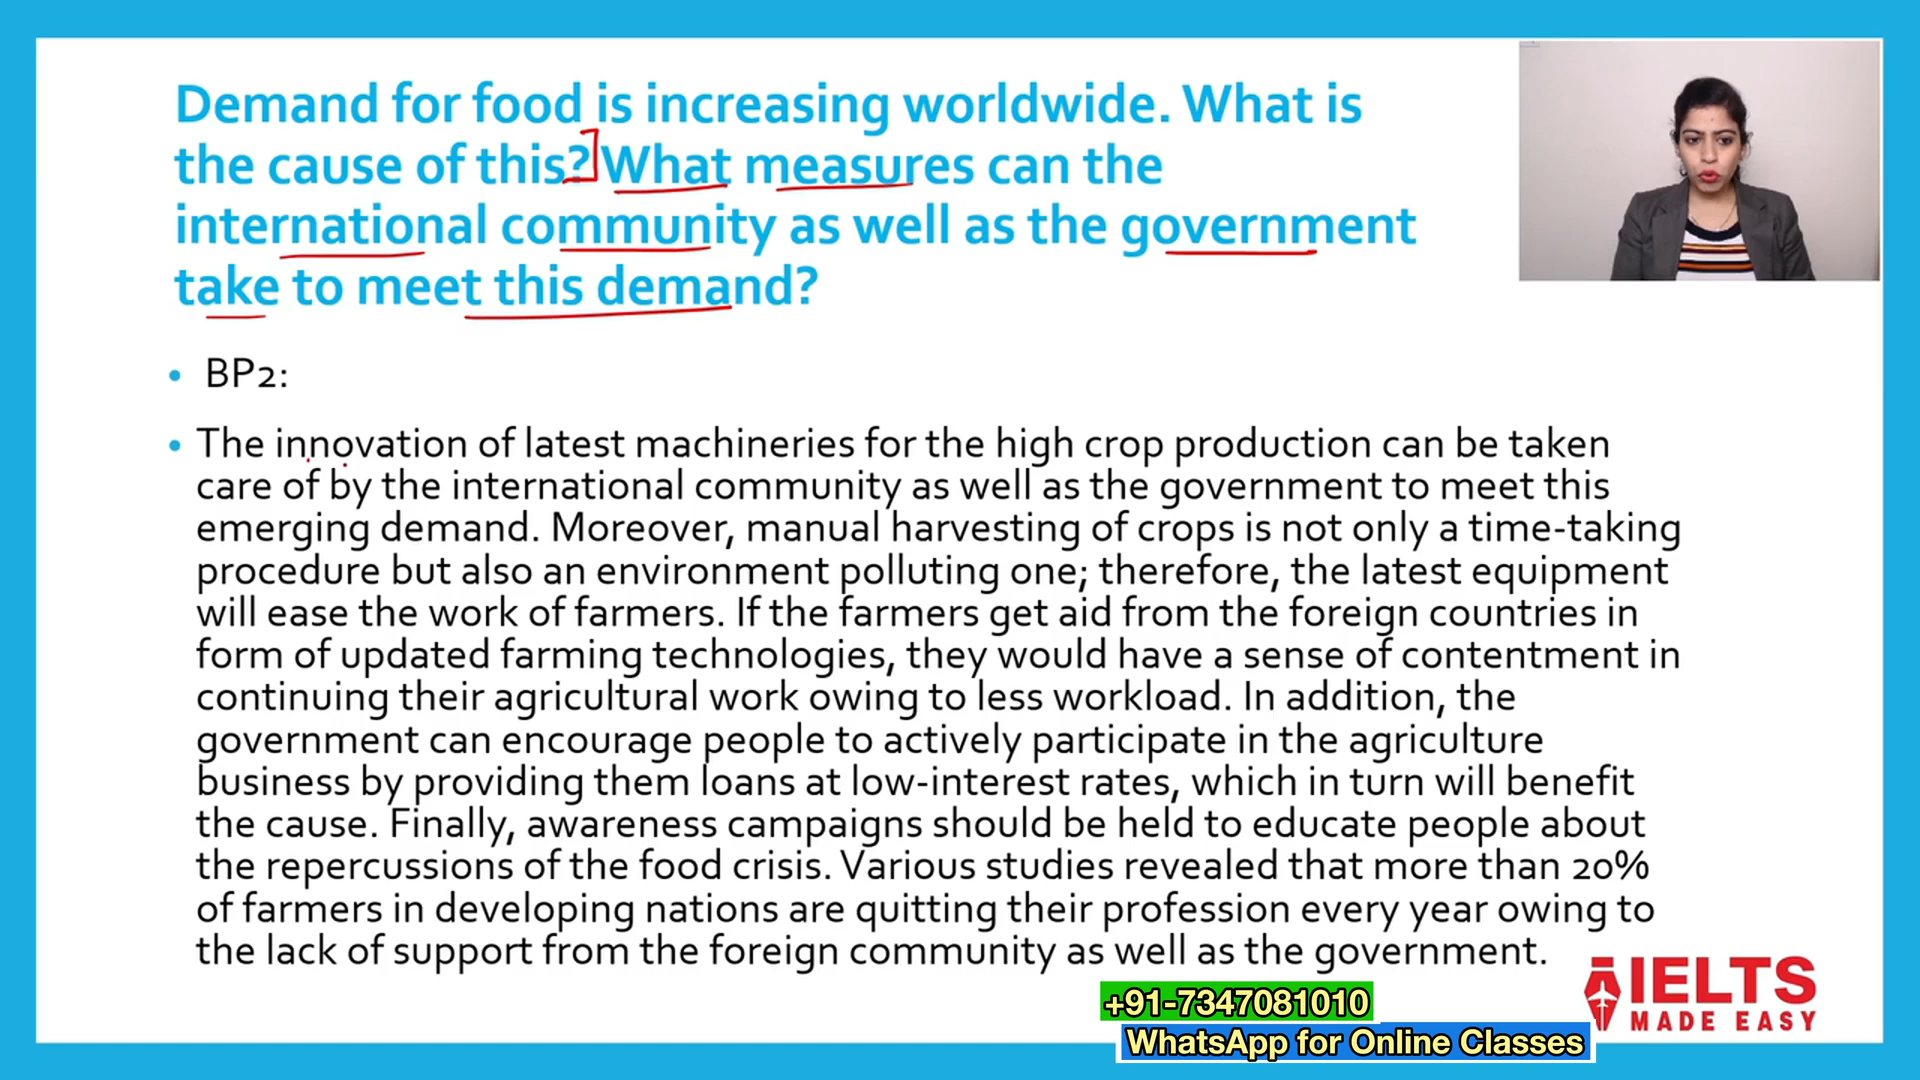 Demand for food is increasing worldwide. What is
the cause of this? What measures can the
international community as well as the government
take to meet this demand?
• BP2:
• The innovation of latest machineries for the high crop production can be taken
care of by the international community as well as the government to meet this
emerging demand. Moreover, manual harvesting of crops is not only a time-taking
procedure but also an environment polluting one; therefore, the latest equipment
will ease the work of farmers. If the farmers get aid from the foreign countries in
form of updated farming technologies, they would have a sense of contentment in
continuing their agricultural work owing to less workload. In addition, the
government can encourage people to actively participate in the agriculture
business by providing them loans at low-interest rates, which in turn will benefit
the cause. Finally, awareness campaigns should be held to educate people about
the repercussions of the food crisis. Various studies revealed that more than 20%
of farmers in developing nations are quitting their profession every year owing to
the lack of support from the foreign community as well as the government.
IELTS
MADE EASY
+91-7347081010
WhatsApp for Online Classes